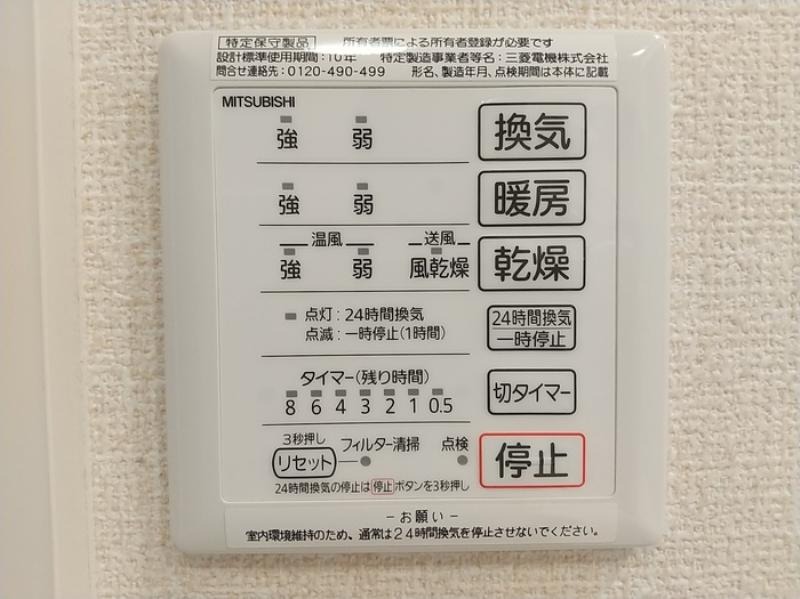 特定保守製品 所有者票による所有者登録が必要です
設計標準使用期間:10年 特定製造事業者等名:三菱電機株式会社
問合せ連絡先:0120-490-499 形名、製造年月、点検期間は本体に記載
MITSUBISHI
強 弱 換気
強 弱 暖房
温風 送風
強 弱 風乾燥 乾燥
点灯:24時間換気
点滅:一時停止(1時間)
24時間換気
一時停止
タイマー(残り時間)
8 6 4 3 2 1 0.5
切タイマー
3秒押し
リセット フィルター清掃 点検
停止
24時間換気の停止は停止ボタンを3秒押し
-お願い-
室内環境維持のため、通常は24時間換気を停止させないでください。